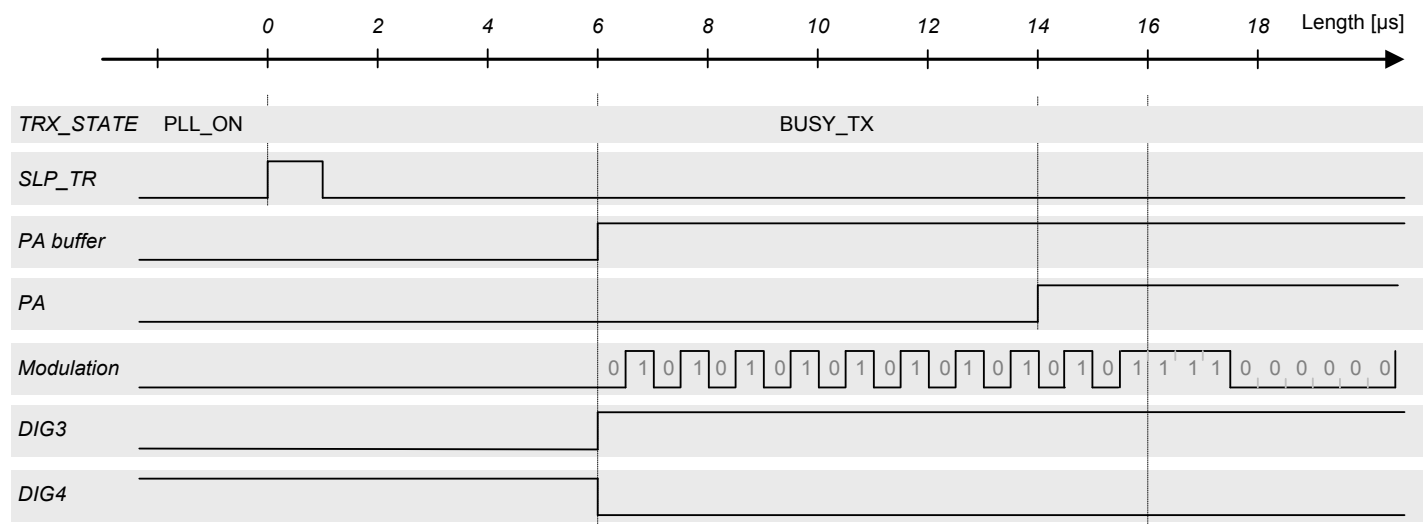 0 2 4 6 8 10 12 14 16 18 Length [µs]
TRX_STATE PLL_ON BUSY_TX
SLP_TR
PA buffer
PA
Modulation 0 1 0 1 0 1 0 1 0 1 0 1 0 1 0 1 0 1 0 1 1 1 1 0 0 0 0 0 0
DIG3
DIG4